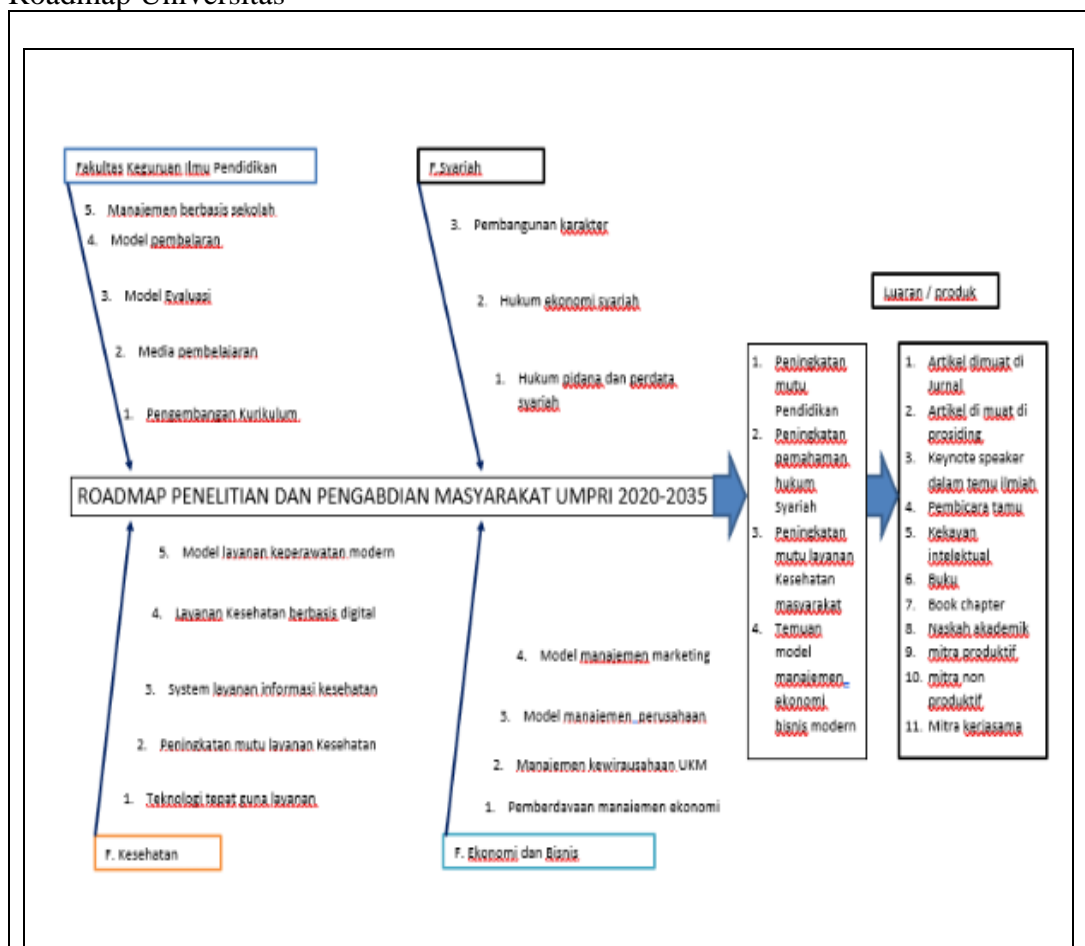 Roadmap Universitas
Fakultas Keguruan Ilmu Pendidikan
5. Manajemen berbasis sekolah
4. Model pembelaran
3. Model Evaluasi
2. Media pembelajaran
1. Pengembangan Kurikulum
F.Syariah
3. Pembangunan karakter
2. Hukum ekonomi syariah
1. Hukum pidana dan perdata
syariah
ROADMAP PENELITIAN DAN PENGABDIAN MASYARAKAT UMPRI 2020-2035
5. Model layanan keperawatan modern
4. Layanan Kesehatan berbasis digital
3. System layanan informasi kesehatan
2. Peningkatan mutu layanan Kesehatan
1. Teknologi tepat guna layanan
F. Kesehatan
4. Model manajemen marketing
3. Model manajemen perusahaan
2. Manajemen kewirausahaan UKM
1. Pemberdayaan manajemen ekonomi
F. Ekonomi dan Bisnis
1. Peningkatan
mutu
Pendidikan
2. Peningkatan
pemahaman
hukum
Syariah
3. Peningkatan
mutu layanan
Kesehatan
masyarakat
4. Temuan
model
manajemen
ekonomi
bisnis modern
Luaran / produk
1. Artikel dimuat di
Jurnal
2. Artikel di muat di
prosiding
3. Keynote speaker
dalam temu ilmiah
4. Pembicara tamu
5. Kekayan
intelektual
6. Buku
7. Book chapter
8. Naskah akademik
9. mitra produktif
10. mitra non
produktif
11. Mitra kerjasama